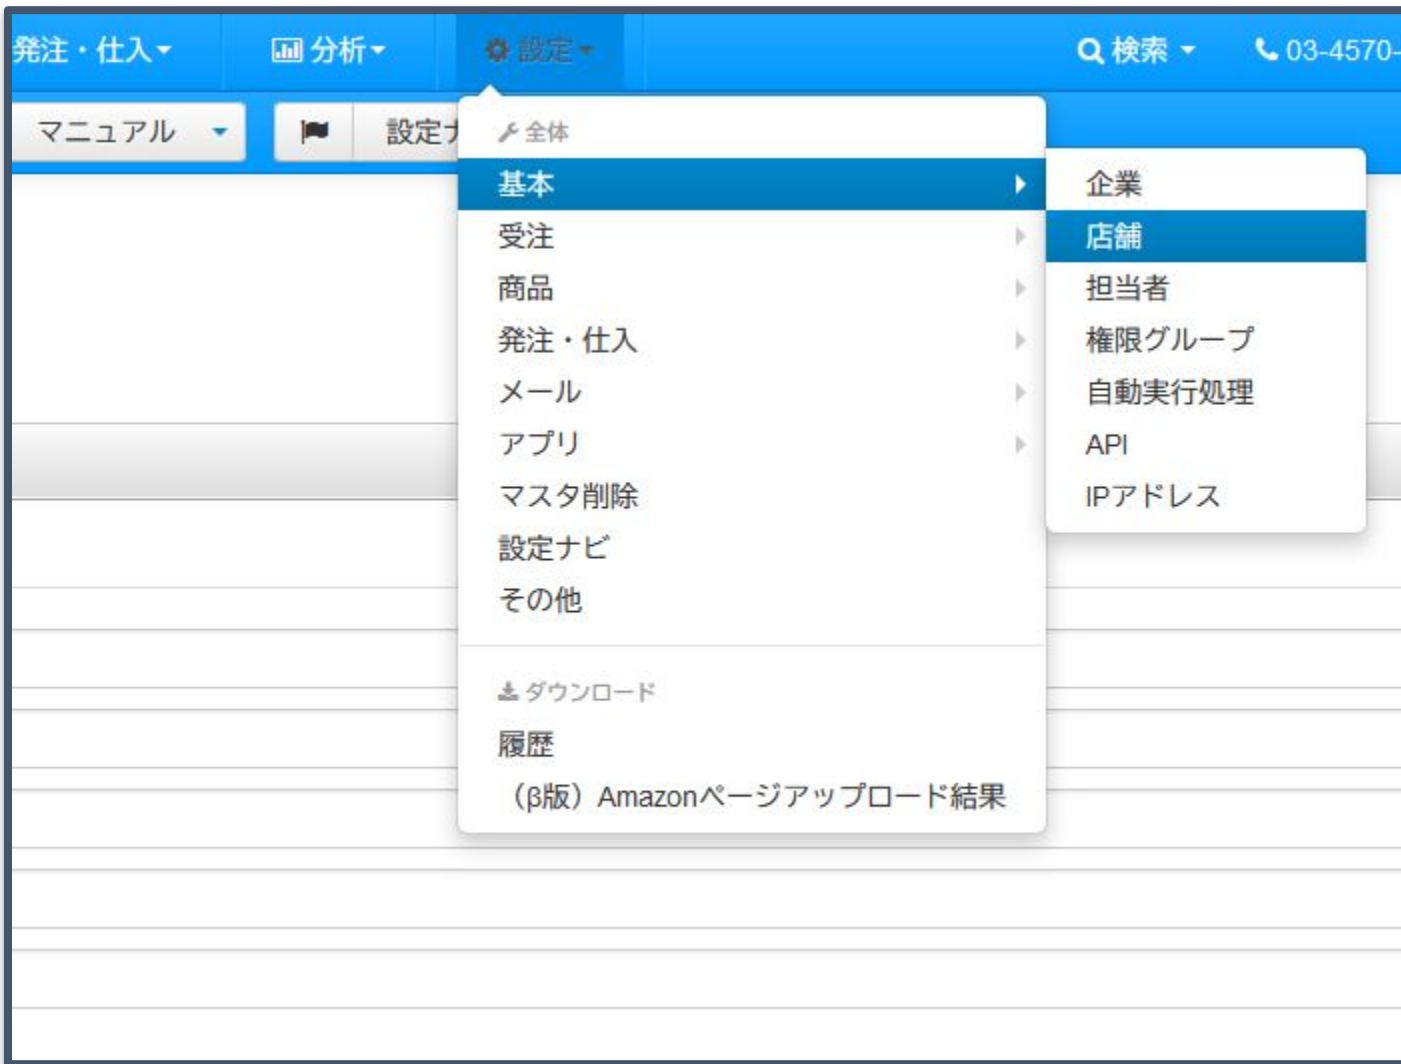 発注・仕入 分析 設定 検索 03-4570-
マニュアル 設定ナ
全体
基本
受注
商品
発注・仕入
メール
アプリ
マスタ削除
設定ナビ
その他
ダウンロード
履歴
（β版）Amazonページアップロード結果
企業
店舗
担当者
権限グループ
自動実行処理
API
IPアドレス